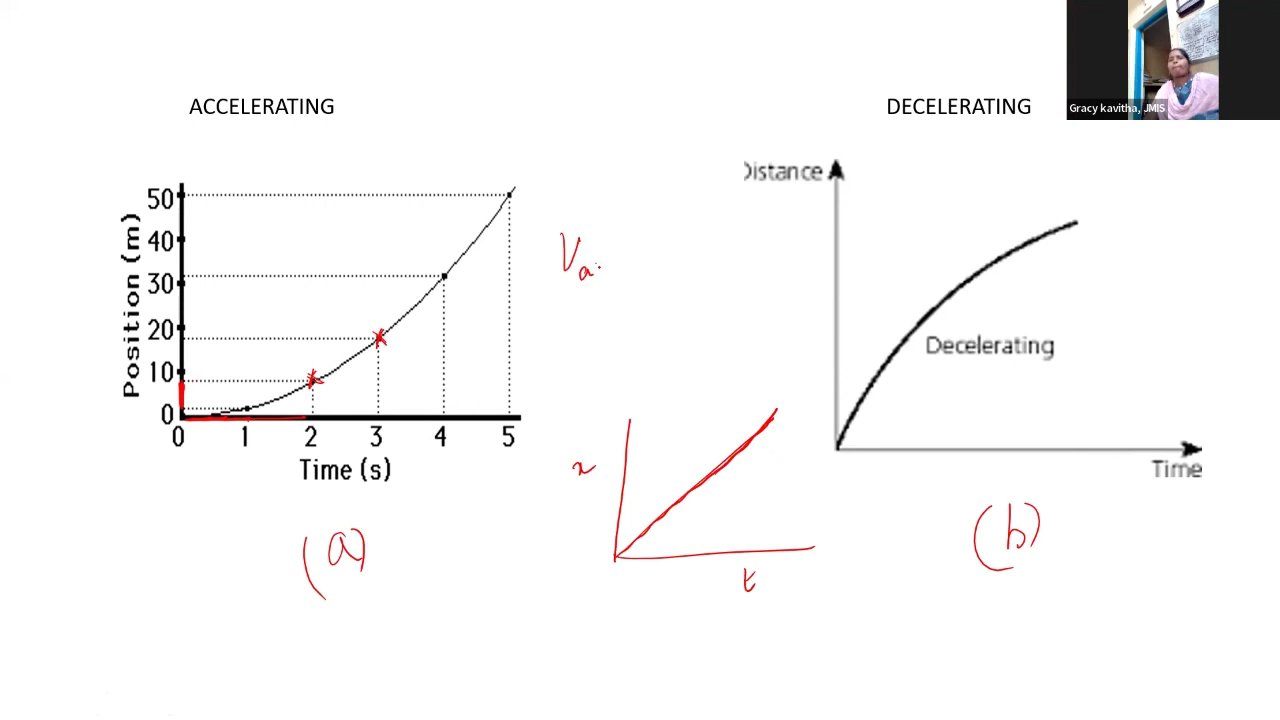 ACCELERATING
DECELERATING
Gracy kavitha, JMIS
Position (m)
50
40
30
20
10
0
0 1 2 3 4 5
Time (s)
(a)
Va.
x
t
Distance
Decelerating
Time
(b)